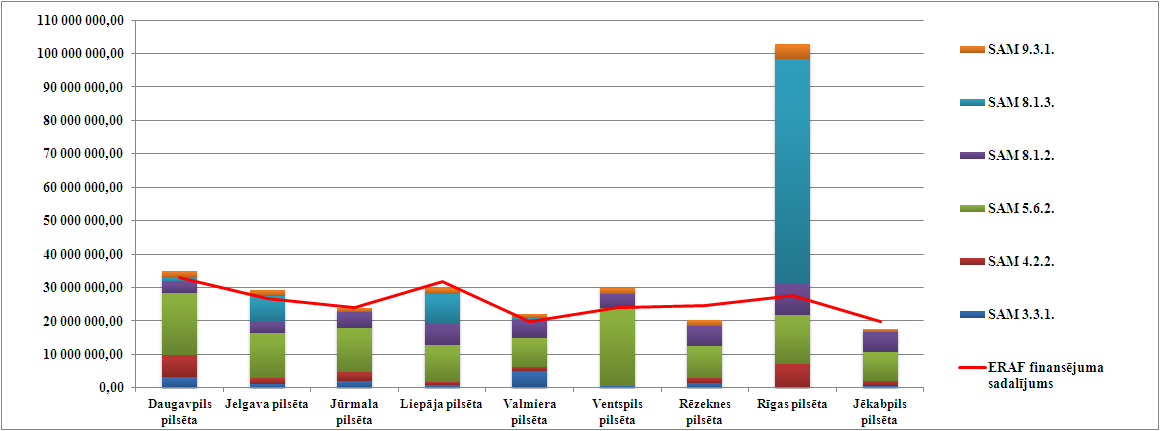 110 000 000,00
100 000 000,00
90 000 000,00
80 000 000,00
70 000 000,00
60 000 000,00
50 000 000,00
40 000 000,00
30 000 000,00
20 000 000,00
10 000 000,00
0,00
Daugavpils
pilsēta
Jelgava pilsēta
Jūrmala
pilsēta
Liepāja pilsēta
Valmiera
pilsēta
Ventspils
pilsēta
Rēzeknes
pilsēta
Rīgas pilsēta
Jēkabpils
pilsēta
SAM 9.3.1.
SAM 8.1.3.
SAM 8.1.2.
SAM 5.6.2.
SAM 4.2.2.
SAM 3.3.1.
ERAF finansējuma
sadalījums